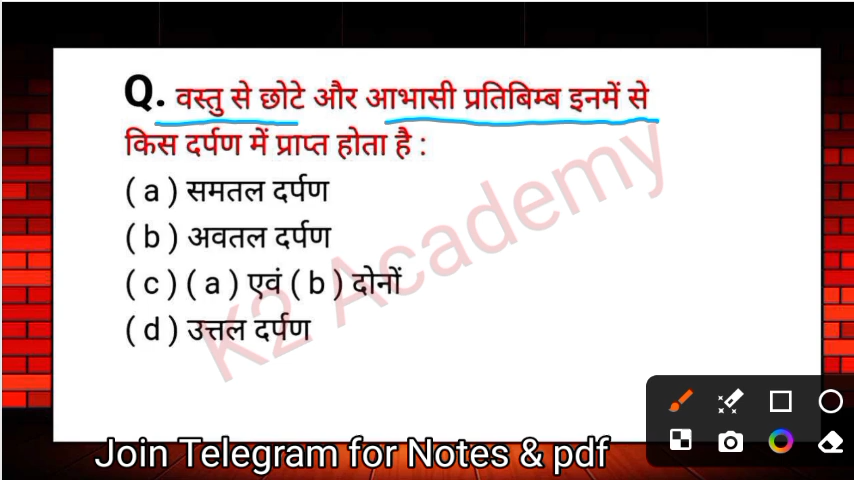 Q. वस्तु से छोटे और आभासी प्रतिबिम्ब इनमें से
किस दर्पण में प्राप्त होता है :
( a ) समतल दर्पण
( b ) अवतल दर्पण
( c ) ( a ) एवं ( b ) दोनों
( d ) उत्तल दर्पण
K2 Academy
Join Telegram for Notes & pdf